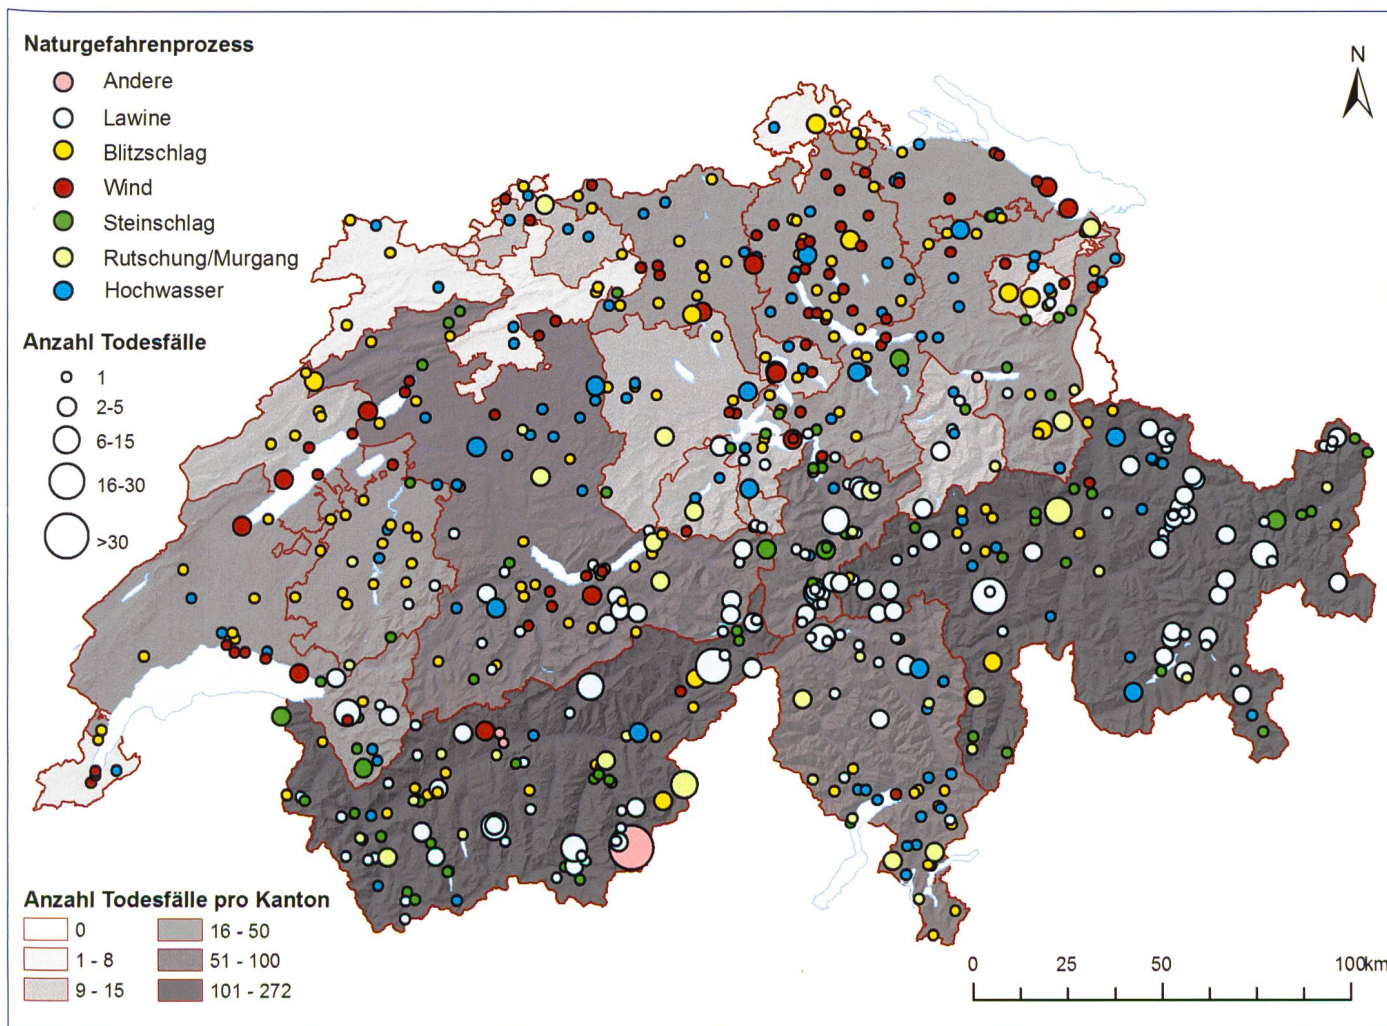 Naturgefahrenprozess
Andere
Lawine
Blitzschlag
Wind
Steinschlag
Rutschung/Murgang
Hochwasser
Anzahl Todesfälle
1
2-5
6-15
16-30
>30
Anzahl Todesfälle pro Kanton
0
1 - 8
9 - 15
16 - 50
51 - 100
101 - 272
N
0 25 50 100km